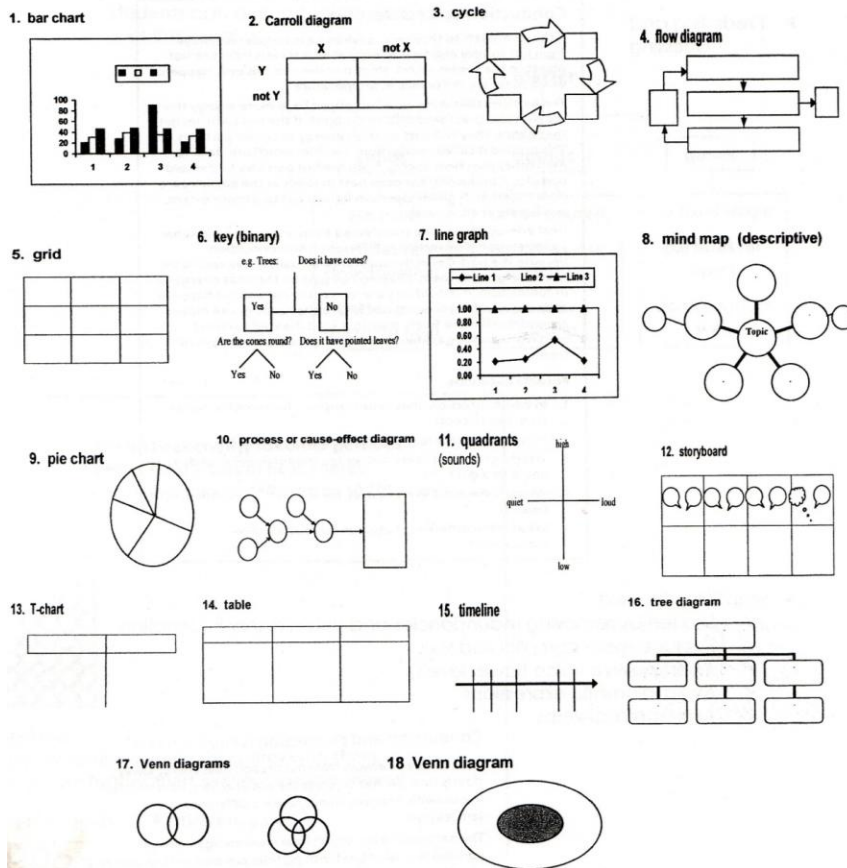 1. bar chart
100
80
60
40
20
0
1 2 3 4
2. Carroll diagram
X not X
Y
not Y
3. cycle
4. flow diagram
5. grid
6. key (binary)
e.g. Trees: Does it have cones?
Yes No
Are the cones round? Does it have pointed leaves?
Yes No Yes No
7. line graph
Line 1 Line 2 Line 3
1.00
0.80
0.60
0.40
0.20
0.00
1 2 3 4
8. mind map (descriptive)
Topic
9. pie chart
10. process or cause-effect diagram
11. quadrants
(sounds)
high
quiet loud
low
12. storyboard
13. T-chart
14. table
15. timeline
16. tree diagram
17. Venn diagrams
18 Venn diagram